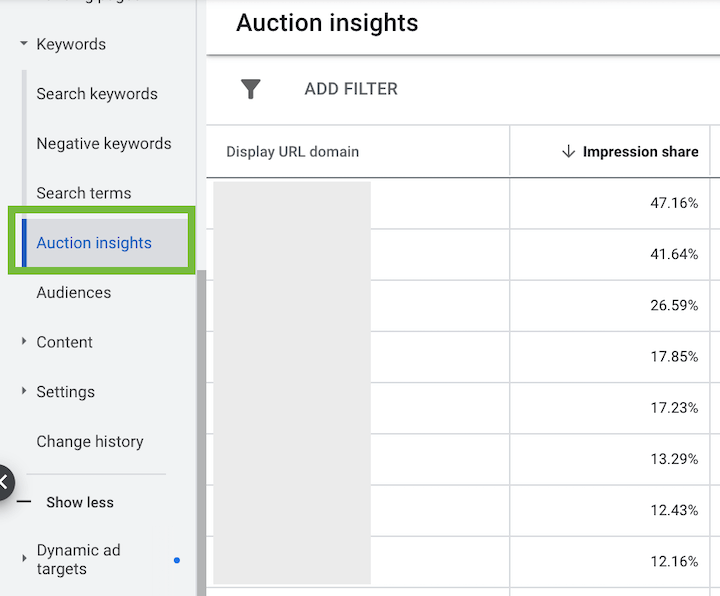 Keywords
Search keywords
Negative keywords
Search terms
Auction insights
Audiences
Content
Settings
Change history
Show less
Dynamic ad
targets
Auction insights
ADD FILTER
Display URL domain
Impression share
47.16%
41.64%
26.59%
17.85%
17.23%
13.29%
12.43%
12.16%